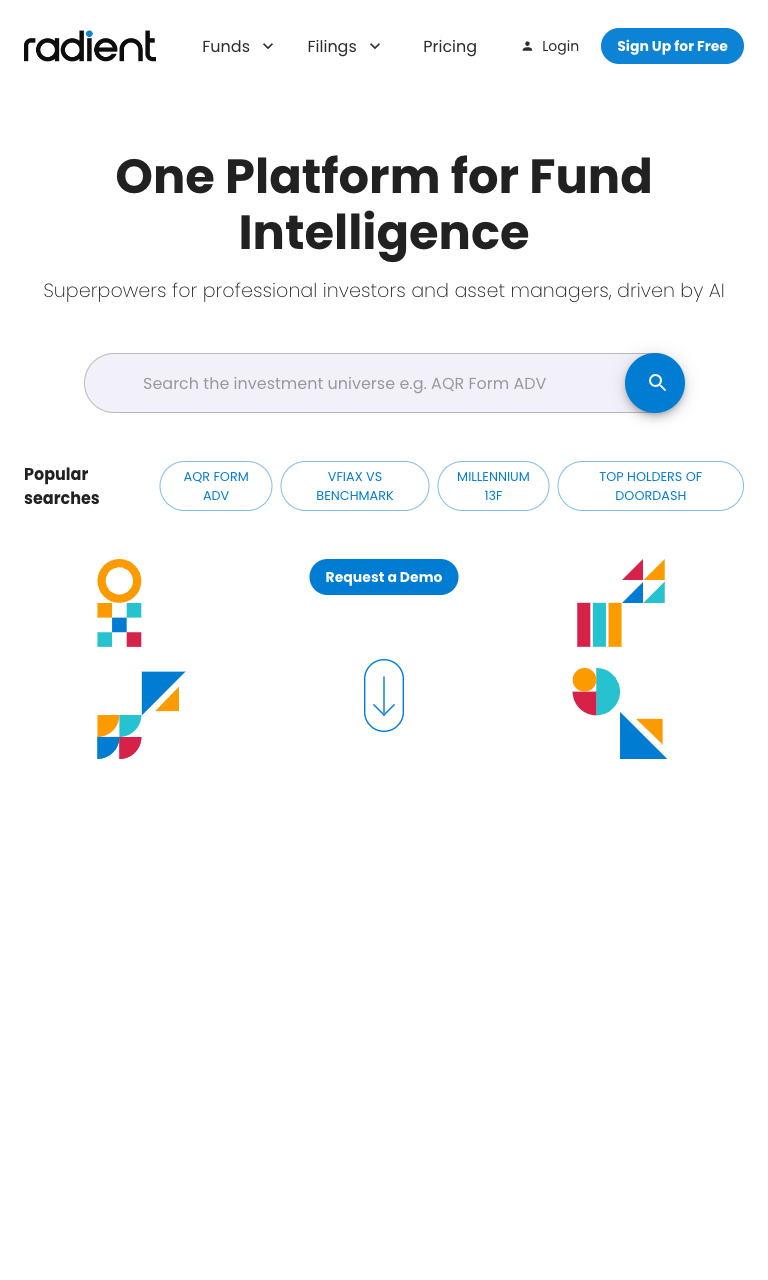 radient
Funds
Filings
Pricing
Login
Sign Up for Free
One Platform for Fund
Intelligence
Superpowers for professional investors and asset managers, driven by AI
Search the investment universe e.g. AQR Form ADV
Popular
searches
AQR FORM
ADV
VFIAX VS
BENCHMARK
MILLENNIUM
13F
TOP HOLDERS OF
DOORDASH
Request a Demo